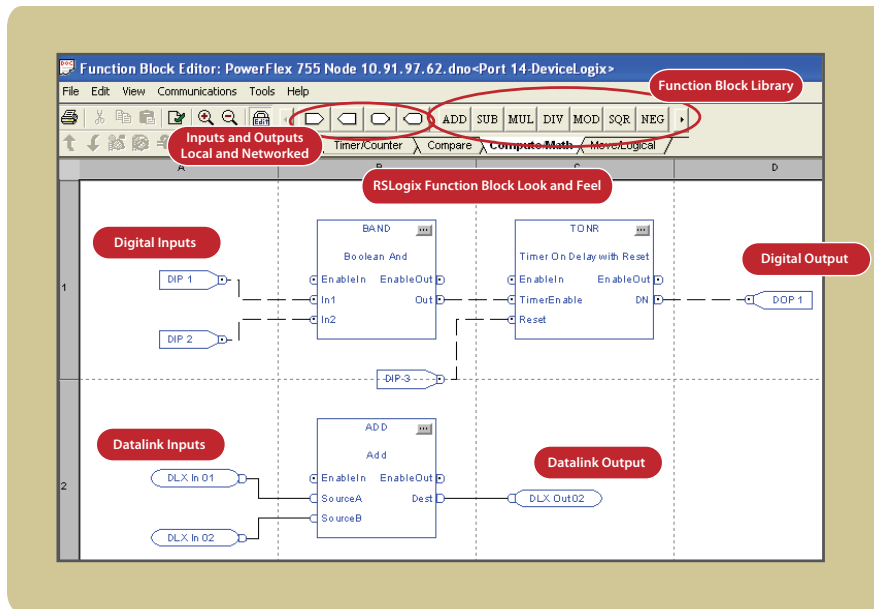 Function Block Editor: PowerFlex 755 Node 10.91.97.62.dno<Port 14-DeviceLogix>
Function Block Library
File Edit View Communications Tools Help
Edit
ADD SUB MUL DIV MOD SQR NEG
Inputs and Outputs
Local and Networked
Timer/Counter Compare Compute/Math Move/Logical
A B C D
RSLogix Function Block Look and Feel
Digital Inputs
Digital Output
1
DIP 1
DIP 2
BAND
Boolean And
EnableIn EnableOut
In1 Out
In2
TONR
Timer On Delay with Reset
EnableIn EnableOut
TimerEnable DN
Reset
DOP 1
DIP 3
2
Datalink Inputs
DLX In 01
DLX In 02
ADD
Add
EnableIn EnableOut
SourceA Dest
SourceB
Datalink Output
DLX Out02